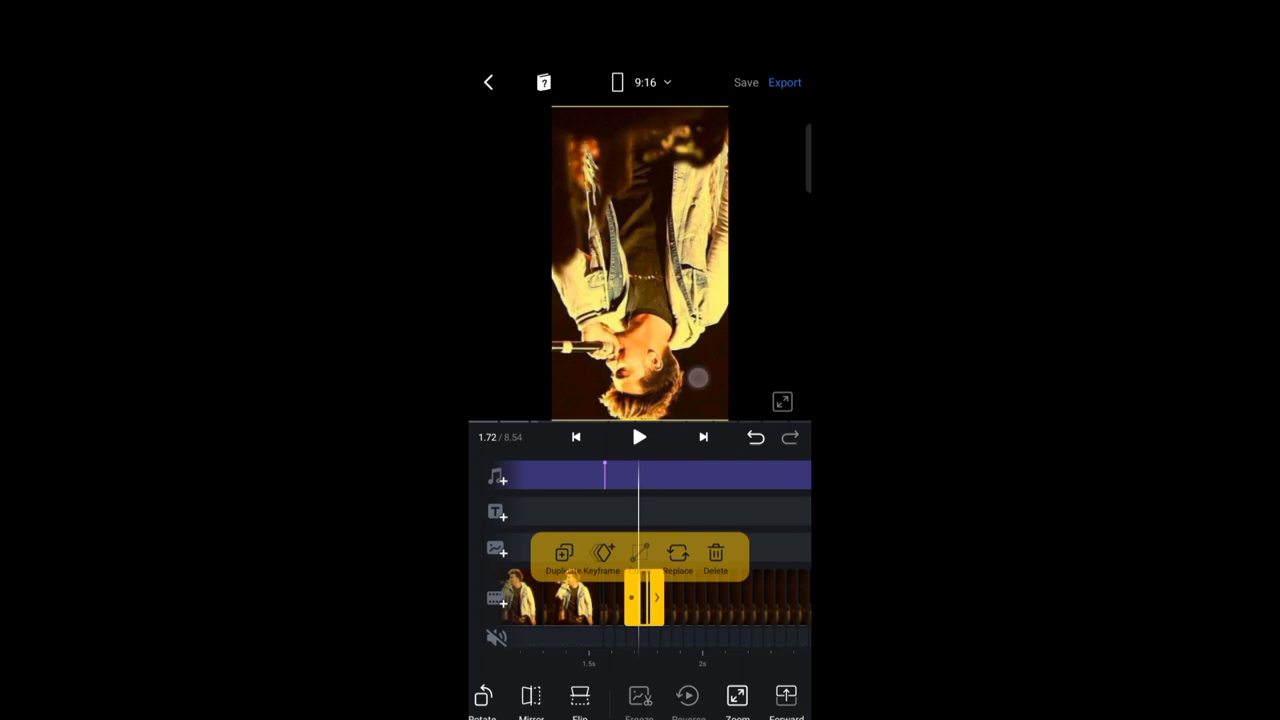 9:16
Save Export
1.72 / 8.54
Duplicate Keyframe Replace Delete
1.5s 2s
Rotate Mirror Flip Freeze Reverse Zoom Forward